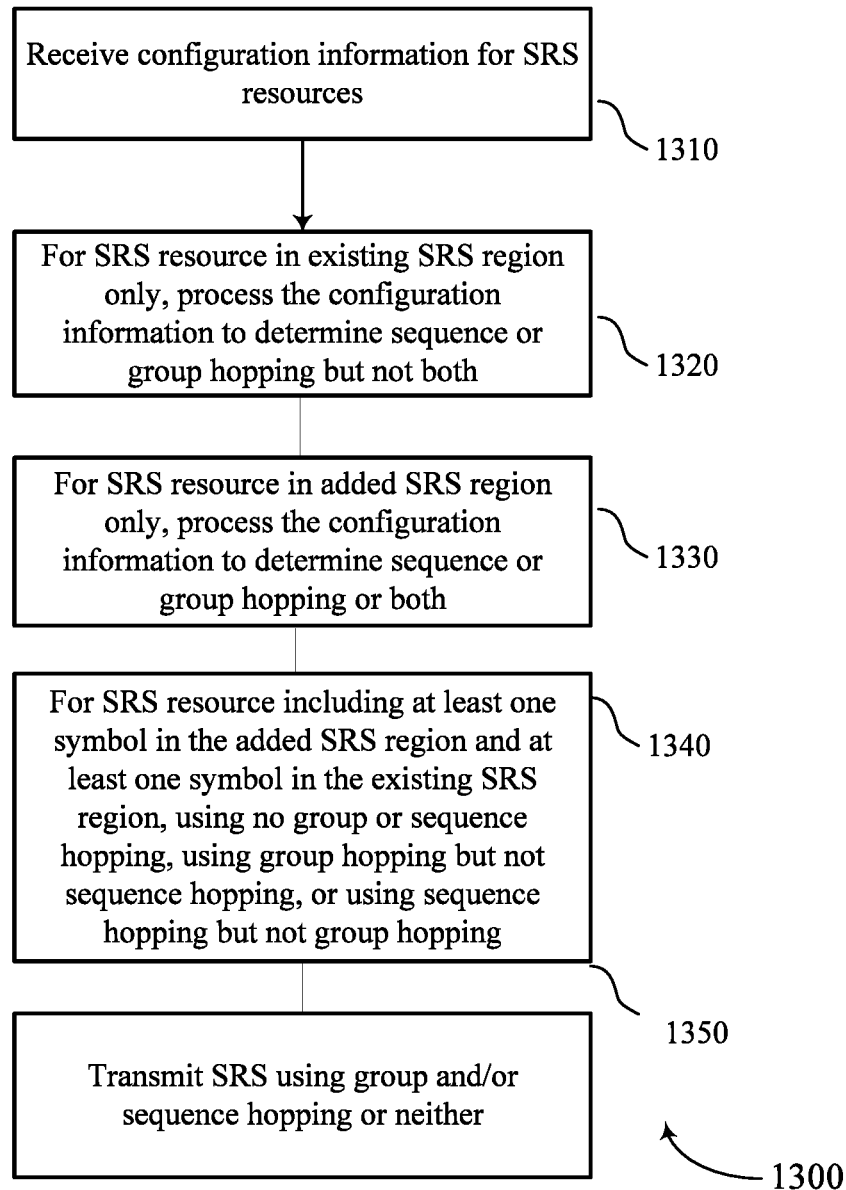 Receive configuration information for SRS
resources
1310
For SRS resource in existing SRS region
only, process the configuration
information to determine sequence or
group hopping but not both
1320
For SRS resource in added SRS region
only, process the configuration
information to determine sequence or
group hopping or both
1330
For SRS resource including at least one
symbol in the added SRS region and at
least one symbol in the existing SRS
region, using no group or sequence
hopping, using group hopping but not
sequence hopping, or using sequence
hopping but not group hopping
1340
1350
Transmit SRS using group and/or
sequence hopping or neither
1300